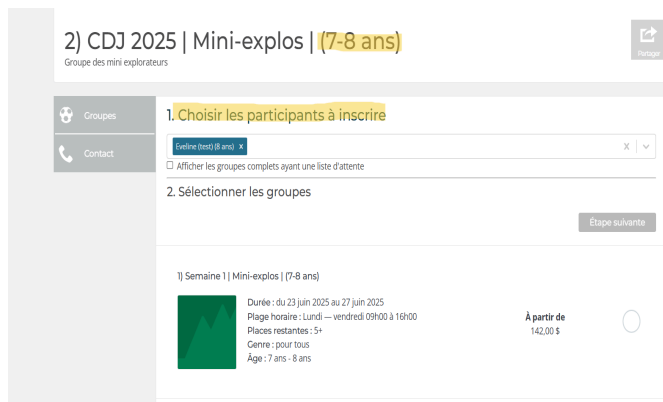 2) CDJ 2025 | Mini-explos | (7-8 ans)
Groupe des mini explorateurs
Partager
Groupes
Contact
1. Choisir les participants à inscrire
Eveline (test) (8 ans) x
x
Afficher les groupes complets ayant une liste d'attente
2. Sélectionner les groupes
Étape suivante
1) Semaine 1 | Mini-explos | (7-8 ans)
Durée : du 23 juin 2025 au 27 juin 2025
Plage horaire : Lundi — vendredi 09h00 à 16h00
Places restantes : 5+
Genre : pour tous
Âge : 7 ans - 8 ans
À partir de
142,00 $